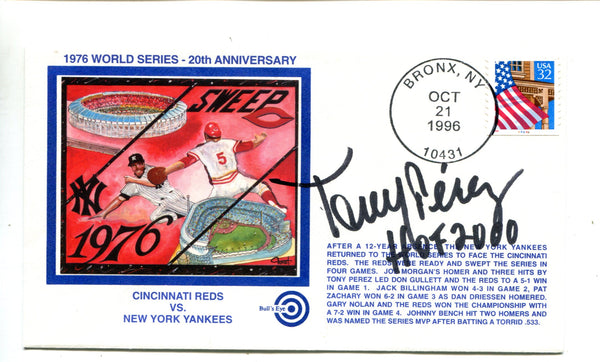 1976 WORLD SERIES - 20th ANNIVERSARY
SWEEP
5
NY
1976
CINCINNATI REDS
VS.
NEW YORK YANKEES
Bull's Eye
BRONX, NY
OCT
21
1996
10431
USA
32
Tony Pérez
HOF 2000
AFTER A 12-YEAR ABSENCE THE NEW YORK YANKEES
RETURNED TO THE WORLD SERIES TO FACE THE CINCINNATI
REDS. THE REDS WERE READY AND SWEPT THE SERIES IN
FOUR GAMES. JOE MORGAN'S HOMER AND THREE HITS BY
TONY PEREZ LED DON GULLETT AND THE REDS TO A 5-1 WIN
IN GAME 1. JACK BILLINGHAM WON 4-3 IN GAME 2, PAT
ZACHARY WON 6-2 IN GAME 3 AS DAN DRIESSEN HOMERED.
GARY NOLAN AND THE REDS WON THE CHAMPIONSHIP WITH
A 7-2 WIN IN GAME 4. JOHNNY BENCH HIT TWO HOMERS AND
WAS NAMED THE SERIES MVP AFTER BATTING A TORRID .533.